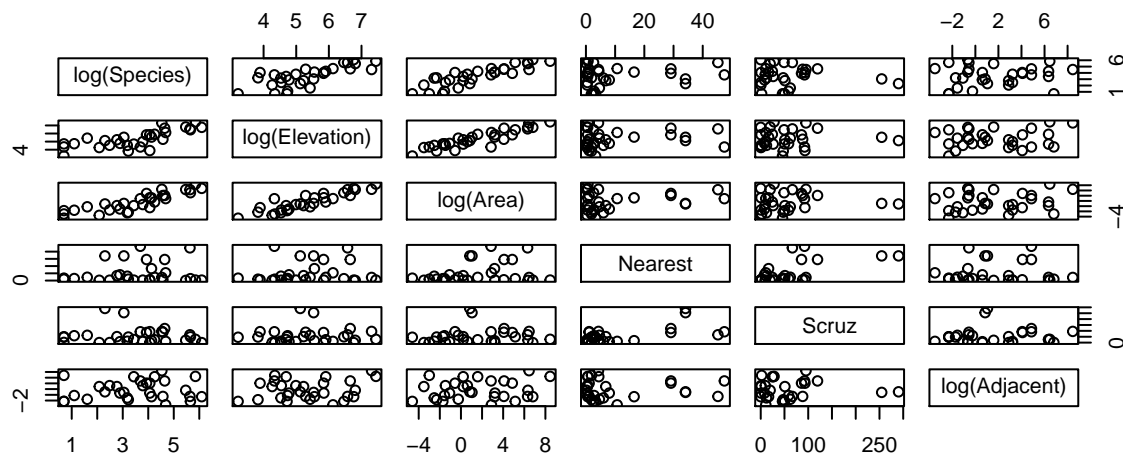 4 5 6 7 0 20 40 −2 2 6
log(Species) 1 6
4 log(Elevation)
log(Area) −4
0 Nearest
Scruz 0
−2 log(Adjacent)
1 3 5 −4 0 4 8 0 100 250